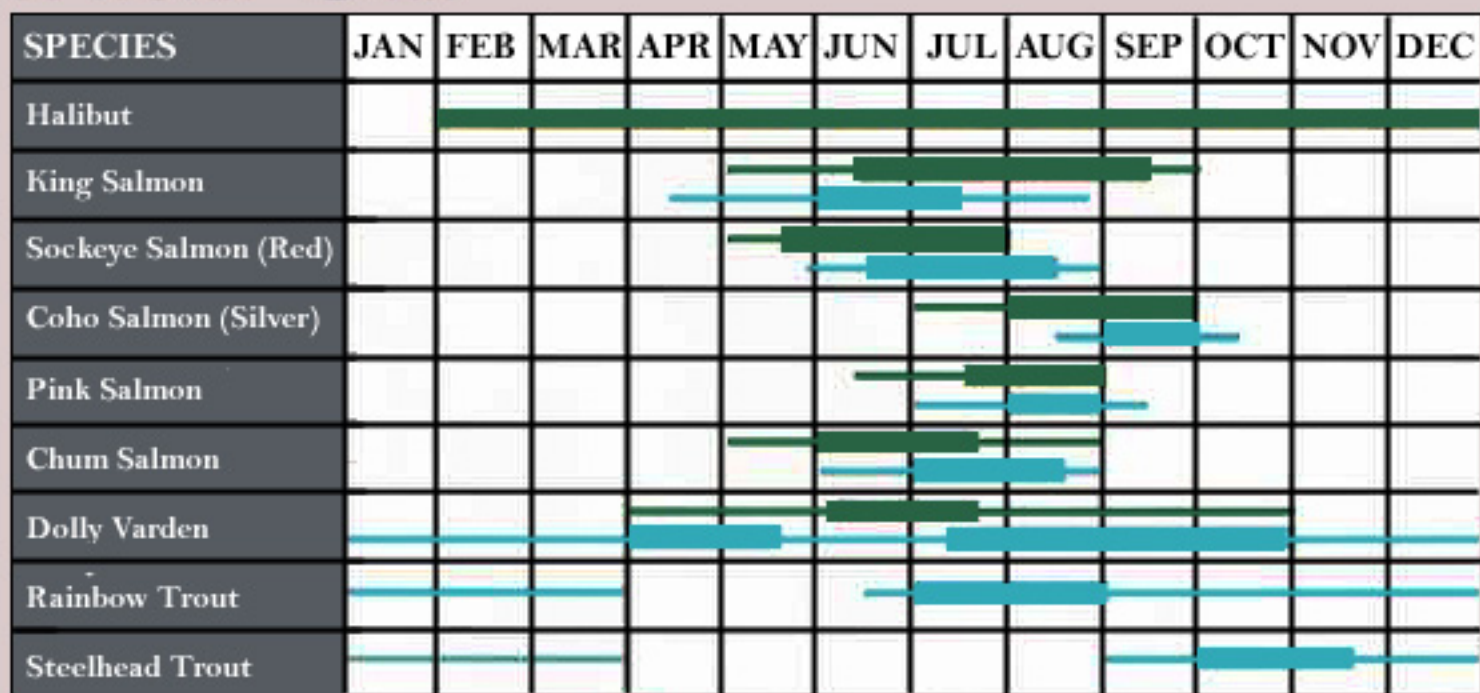 SPECIES JAN FEB MAR APR MAY JUN JUL AUG SEP OCT NOV DEC
Halibut
King Salmon
Sockeye Salmon (Red)
Coho Salmon (Silver)
Pink Salmon
Chum Salmon
Dolly Varden
Rainbow Trout
Steelhead Trout